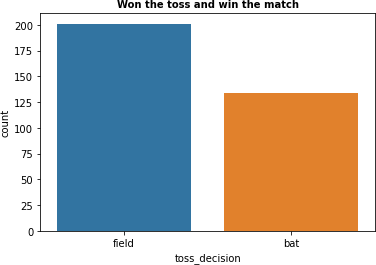 Won the toss and win the match
200
175
150
125
100
75
50
25
0
count
field bat
toss_decision